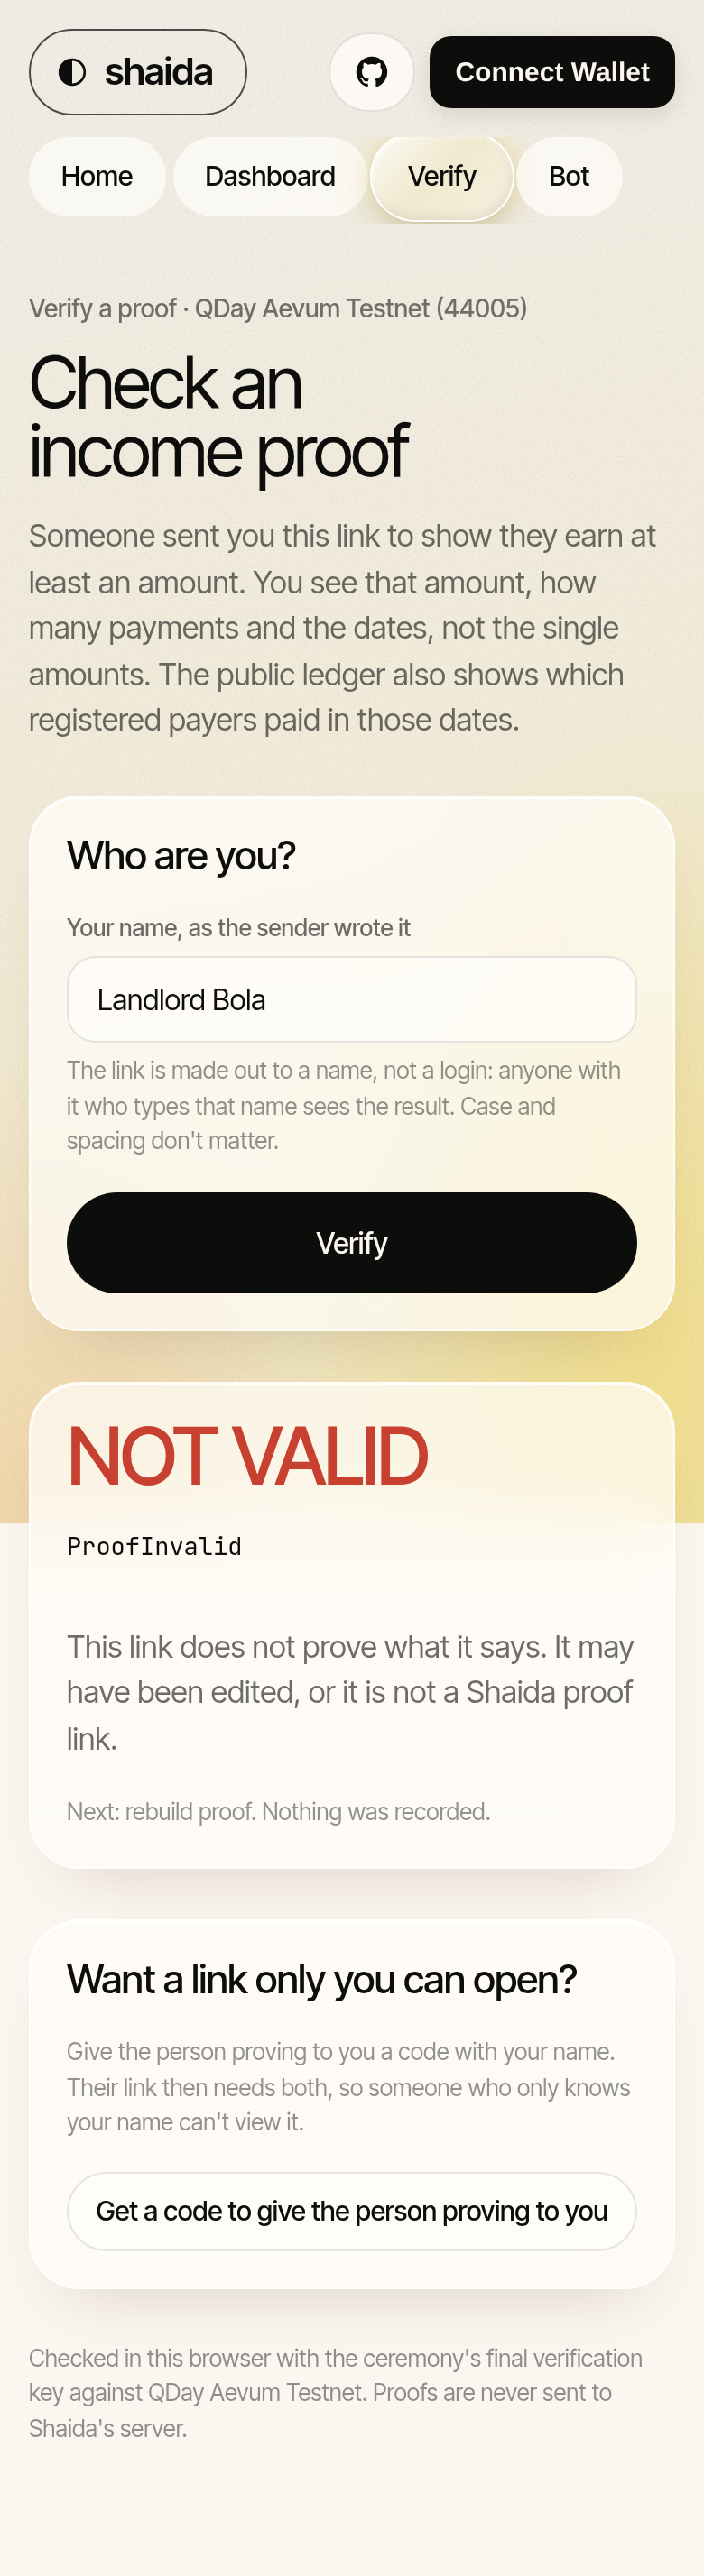 shaida
Connect Wallet
Home
Dashboard
Verify
Bot
Verify a proof · QDay Aevum Testnet (44005)
Check an
income proof
Someone sent you this link to show they earn at
least an amount. You see that amount, how
many payments and the dates, not the single
amounts. The public ledger also shows which
registered payers paid in those dates.
Who are you?
Your name, as the sender wrote it
Landlord Bola
The link is made out to a name, not a login: anyone with
it who types that name sees the result. Case and
spacing don't matter.
Verify
NOT VALID
ProofInvalid
This link does not prove what it says. It may
have been edited, or it is not a Shaida proof
link.
Next: rebuild proof. Nothing was recorded.
Want a link only you can open?
Give the person proving to you a code with your name.
Their link then needs both, so someone who only knows
your name can't view it.
Get a code to give the person proving to you
Checked in this browser with the ceremony's final verification
key against QDay Aevum Testnet. Proofs are never sent to
Shaida's server.